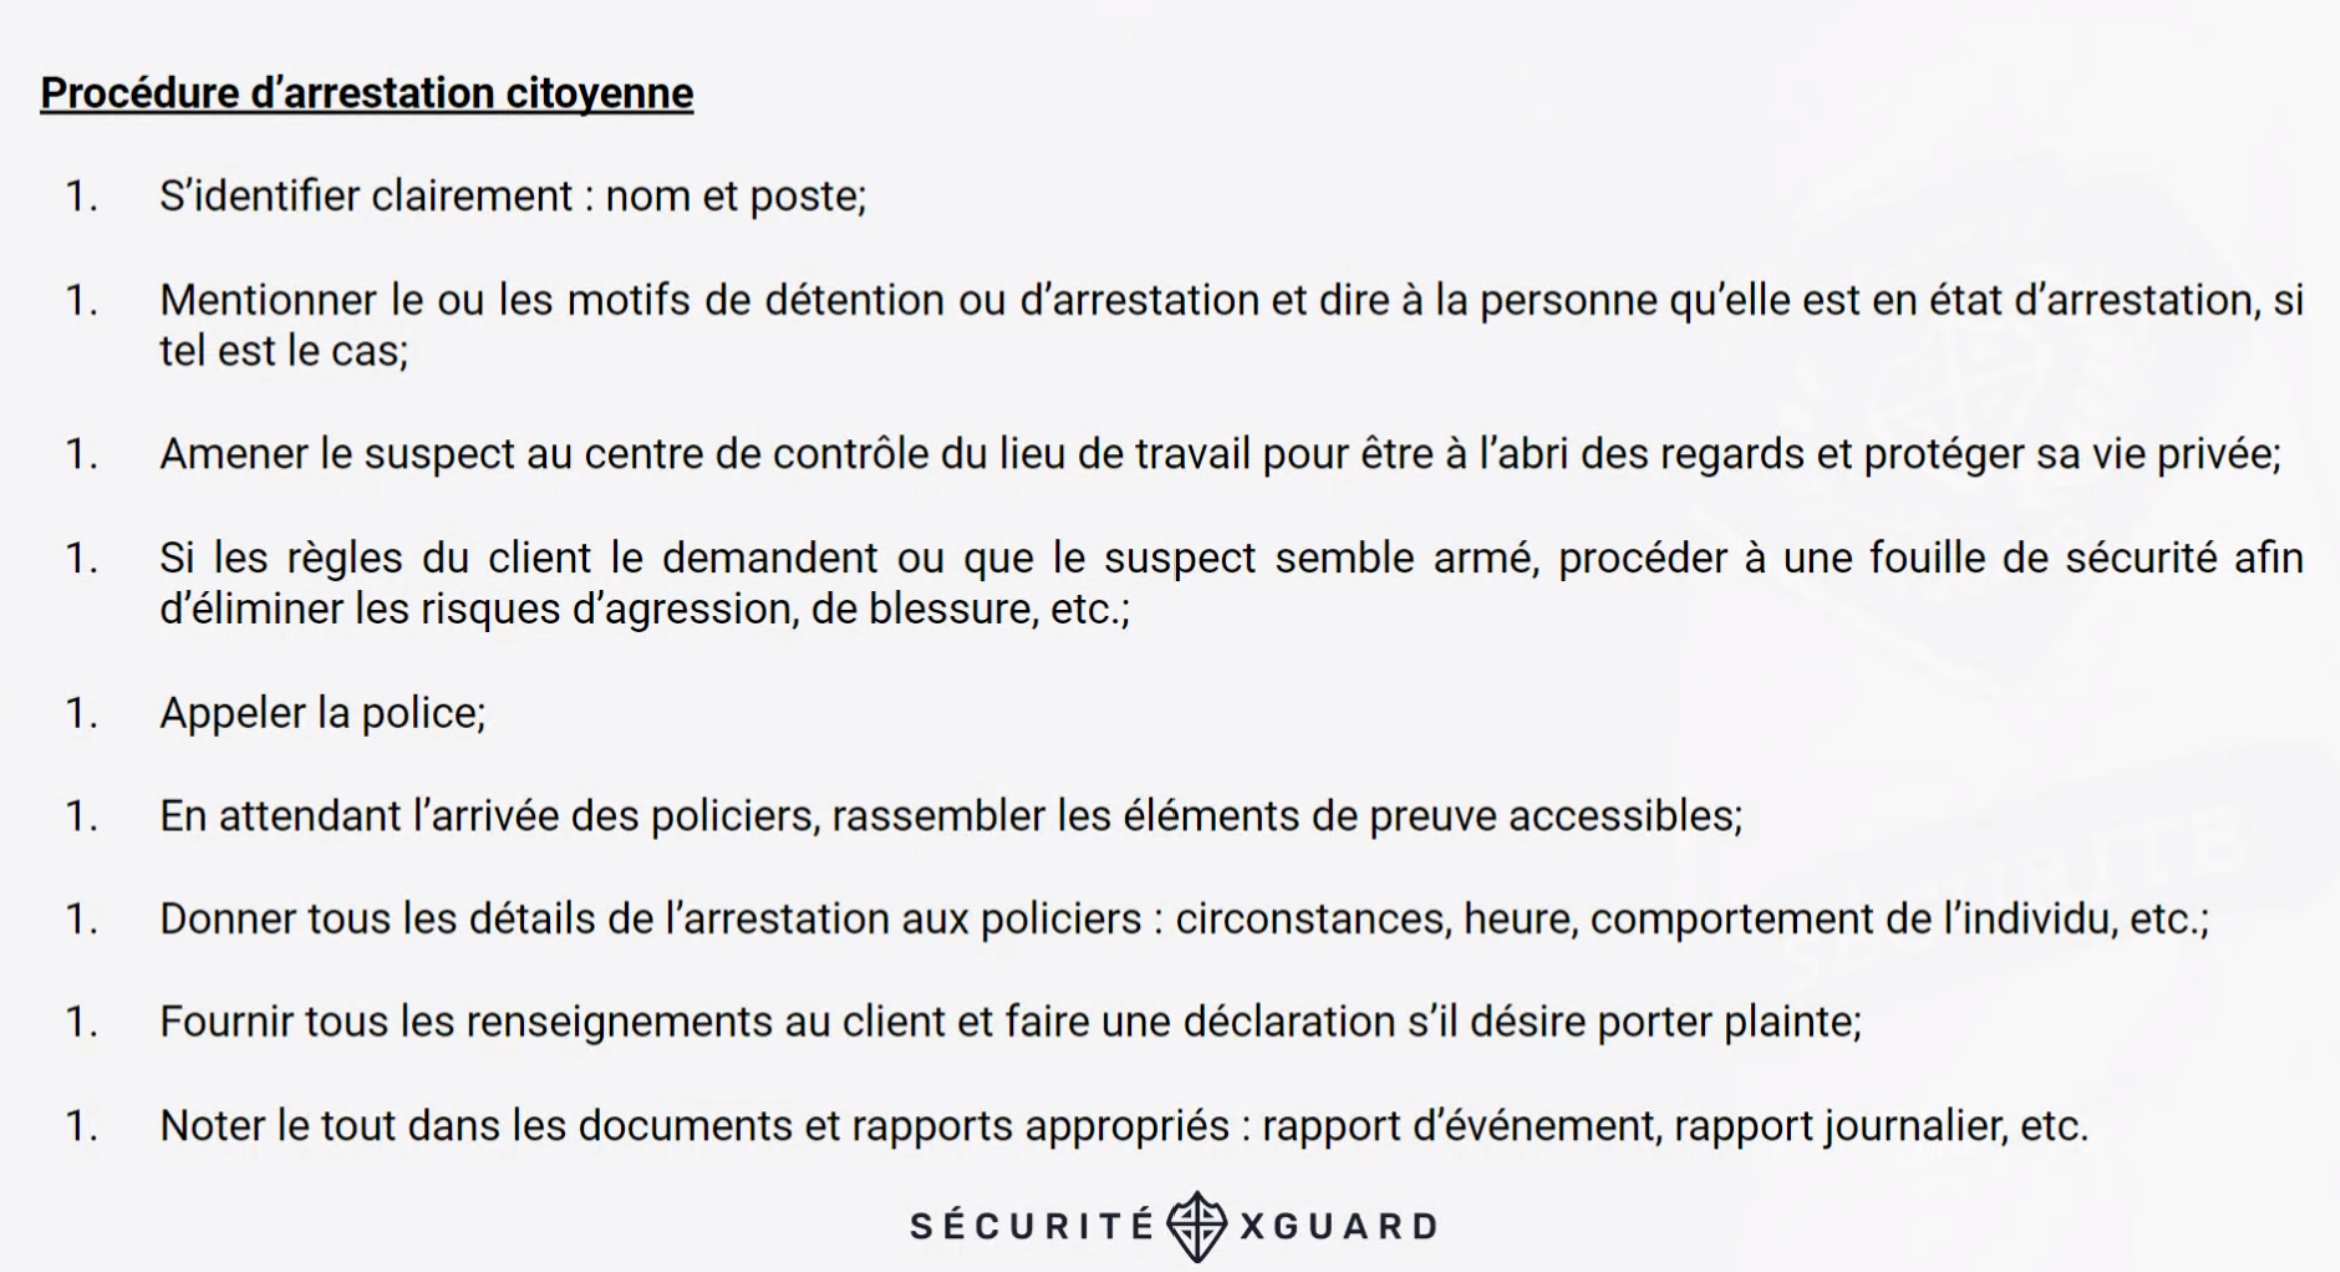 Procédure d’arrestation citoyenne
1. S’identifier clairement : nom et poste;
1. Mentionner le ou les motifs de détention ou d’arrestation et dire à la personne qu’elle est en état d’arrestation, si
tel est le cas;
1. Amener le suspect au centre de contrôle du lieu de travail pour être à l’abri des regards et protéger sa vie privée;
1. Si les règles du client le demandent ou que le suspect semble armé, procéder à une fouille de sécurité afin
d’éliminer les risques d’agression, de blessure, etc.;
1. Appeler la police;
1. En attendant l’arrivée des policiers, rassembler les éléments de preuve accessibles;
1. Donner tous les détails de l’arrestation aux policiers : circonstances, heure, comportement de l’individu, etc.;
1. Fournir tous les renseignements au client et faire une déclaration s’il désire porter plainte;
1. Noter le tout dans les documents et rapports appropriés : rapport d’événement, rapport journalier, etc.
SÉCURITÉ XGUARD
SÉCURITÉ